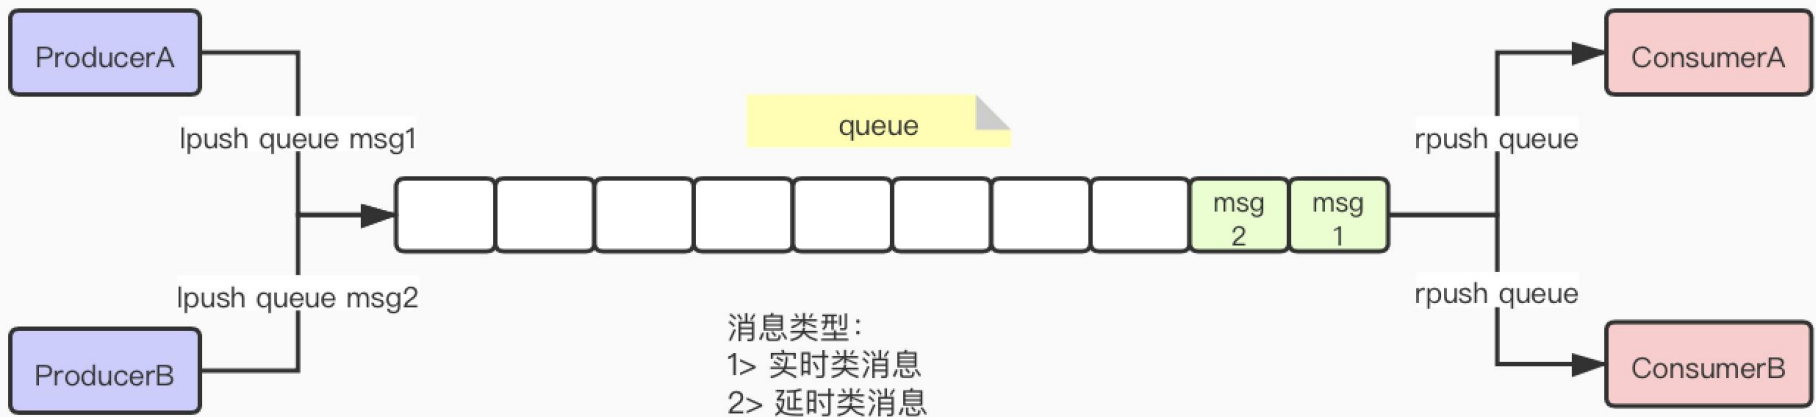 ProducerA
ConsumerA
lpush queue msg1
queue
rpush queue
msg
2
msg
1
lpush queue msg2
rpush queue
消息类型：
1> 实时类消息
2> 延时类消息
ProducerB
ConsumerB